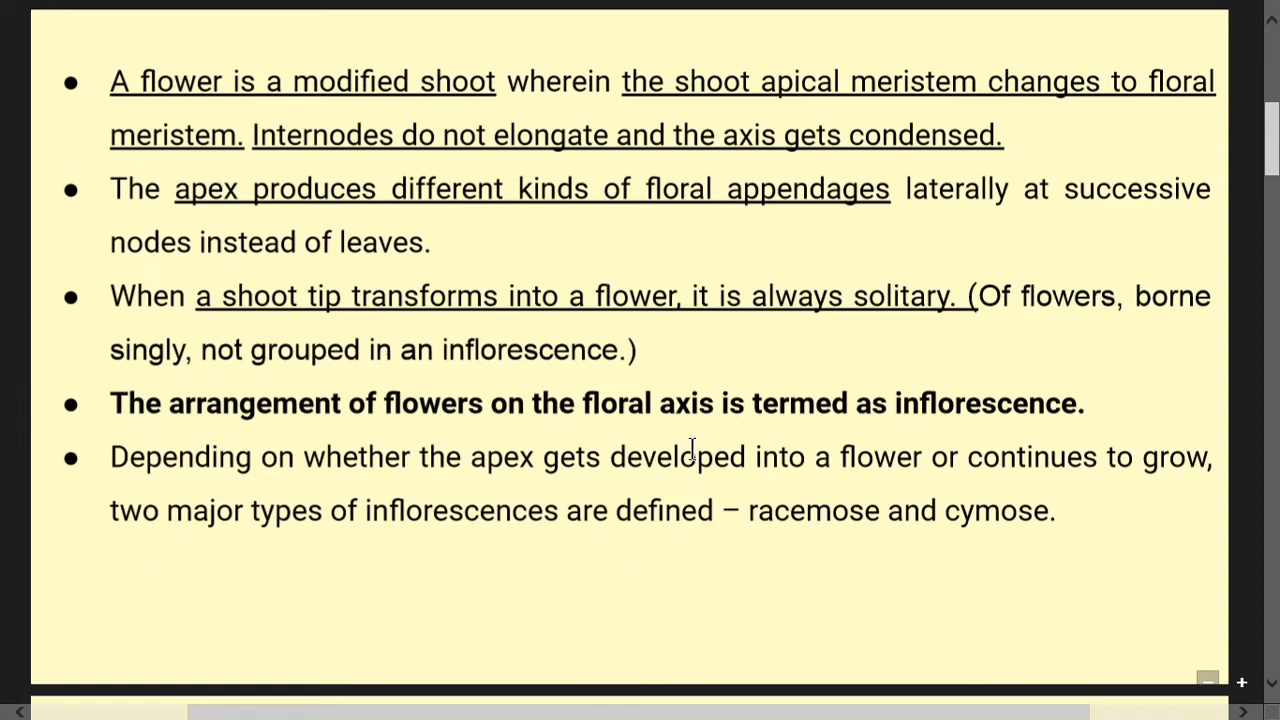 ● A flower is a modified shoot wherein the shoot apical meristem changes to floral
meristem. Internodes do not elongate and the axis gets condensed.
● The apex produces different kinds of floral appendages laterally at successive
nodes instead of leaves.
● When a shoot tip transforms into a flower, it is always solitary. (Of flowers, borne
singly, not grouped in an inflorescence.)
● The arrangement of flowers on the floral axis is termed as inflorescence.
● Depending on whether the apex gets developed into a flower or continues to grow,
two major types of inflorescences are defined – racemose and cymose.